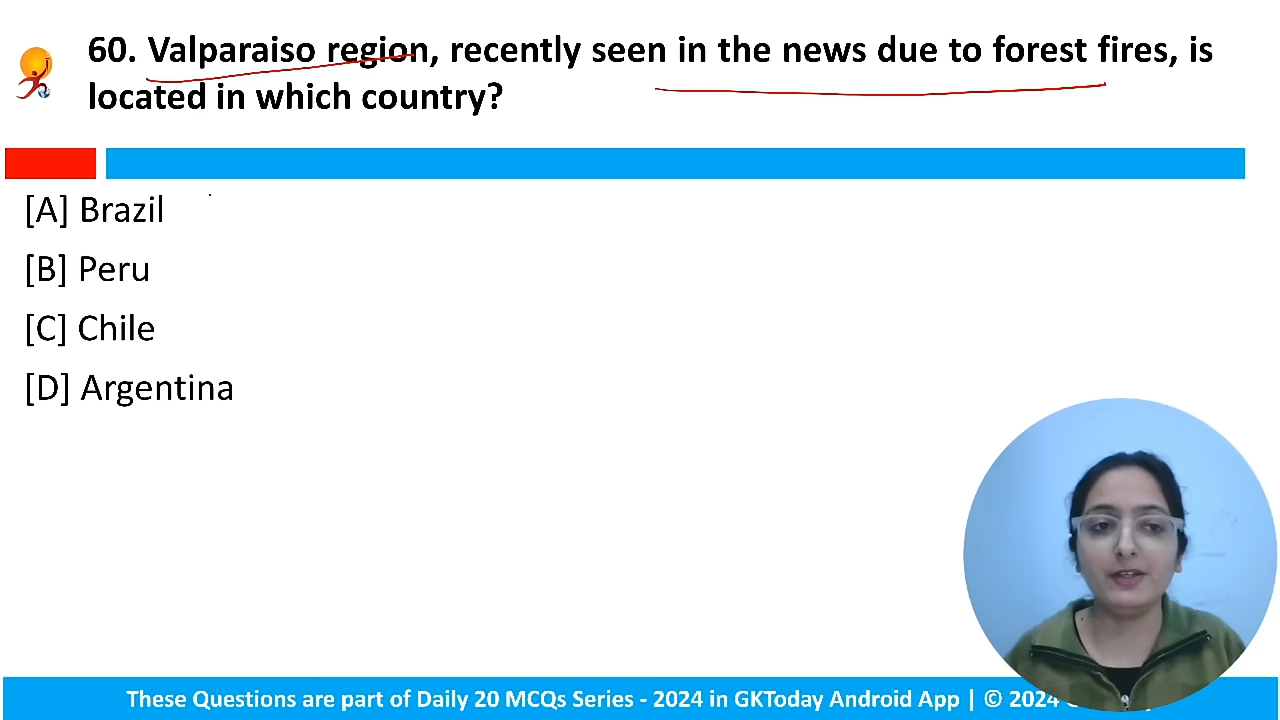 60. Valparaiso region, recently seen in the news due to forest fires, is
located in which country?
[A] Brazil
[B] Peru
[C] Chile
[D] Argentina
These Questions are part of Daily 20 MCQs Series - 2024 in GKToday Android App | © 2024